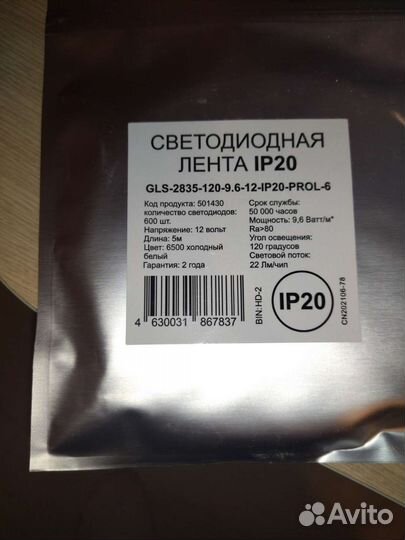 СВЕТОДИОДНАЯ
ЛЕНТА IP20
GLS-2835-120-9.6-12-IP20-PROL-6
Код продукта: 501430
количество светодиодов:
600 шт.
Напряжение: 12 вольт
Длина: 5м
Цвет: 6500 холодный
белый
Гарантия: 2 года
Срок службы:
50 000 часов
Мощность: 9,6 Ватт/м*
Ra>80
Угол освещения:
120 градусов
Световой поток:
22 Лм/чип
4 630031 867837
BIN: HD-2
IP20
CN202106-78
Avito